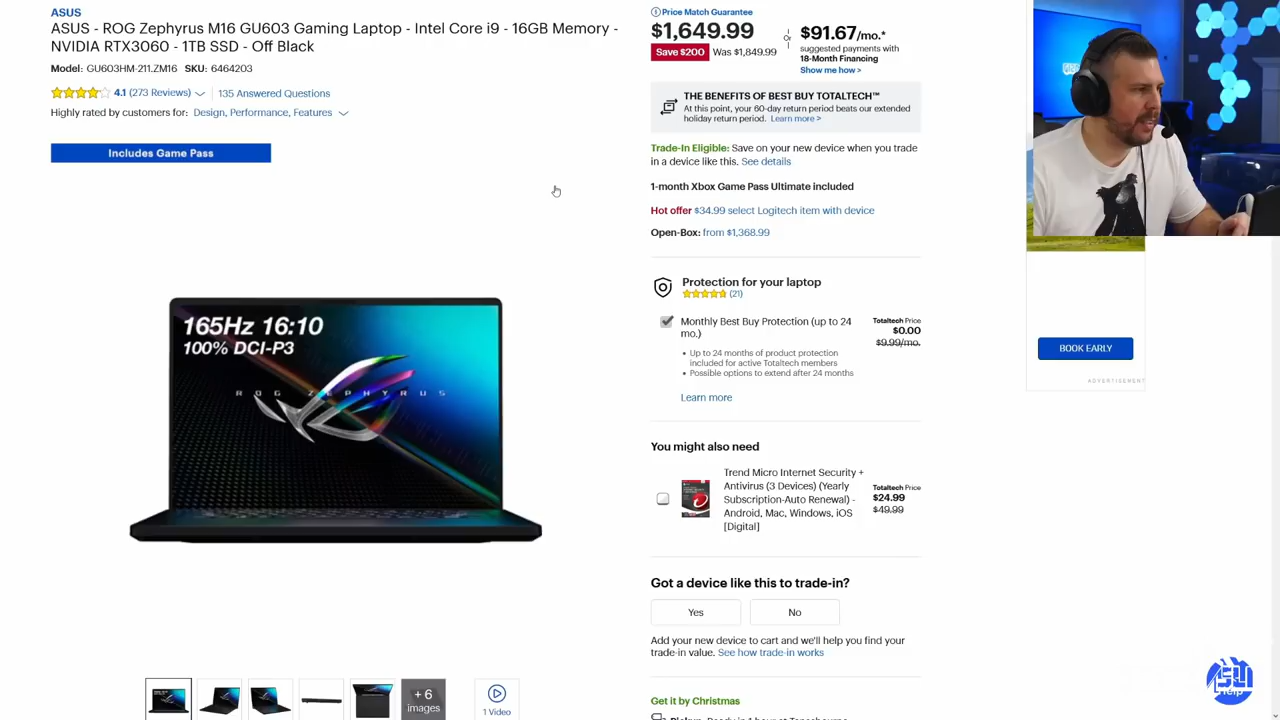 ASUS
ASUS - ROG Zephyrus M16 GU603 Gaming Laptop - Intel Core i9 - 16GB Memory -
NVIDIA RTX3060 - 1TB SSD - Off Black
Model: GU603HM-211.ZM16 SKU: 6464203
4.1 (273 Reviews) 135 Answered Questions
Highly rated by customers for: Design, Performance, Features
Includes Game Pass
165Hz 16:10
100% DCI-P3
ROG ZEPHYRUS
+ 6
images
1 Video
Price Match Guarantee
$1,649.99
Save $200 Was $1,849.99
Or
$91.67/mo.*
suggested payments with
18-Month Financing
Show me how >
THE BENEFITS OF BEST BUY TOTALTECH™
At this point, your 60-day return period beats our extended
holiday return period. Learn more >
Trade-In Eligible: Save on your new device when you trade
in a device like this. See details
1-month Xbox Game Pass Ultimate included
Hot offer $34.99 select Logitech item with device
Open-Box: from $1,368.99
Protection for your laptop
(21)
Monthly Best Buy Protection (up to 24
mo.)
Totaltech Price
$0.00
$9.99/mo.
• Up to 24 months of product protection
included for active Totaltech members
• Possible options to extend after 24 months
Learn more
You might also need
Trend Micro Internet Security +
Antivirus (3 Devices) (Yearly
Subscription-Auto Renewal) -
Android, Mac, Windows, iOS
[Digital]
Totaltech Price
$24.99
$49.99
Got a device like this to trade-in?
Yes
No
Add your new device to cart and we'll help you find your
trade-in value. See how trade-in works
Get it by Christmas
BOOK EARLY
ADVERTISEMENT
Help